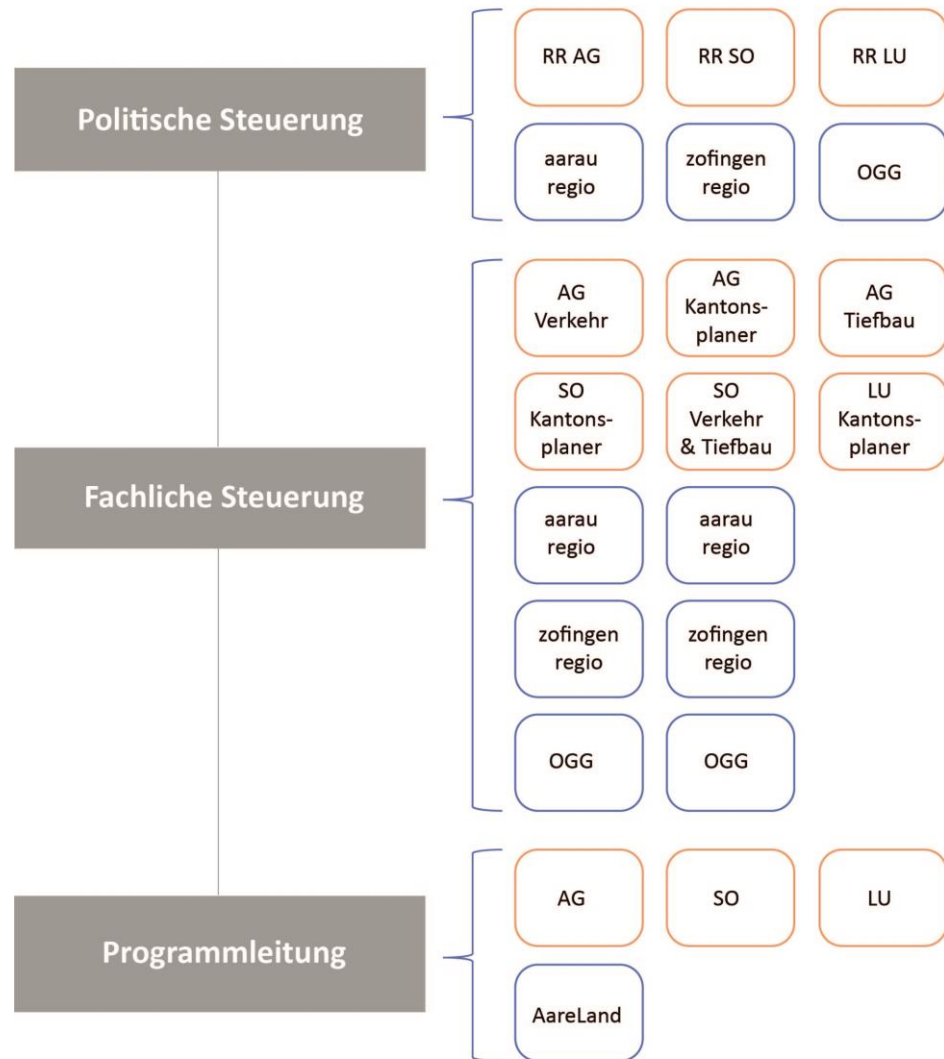 Politische Steuerung
RR AG
RR SO
RR LU
aarau
regio
zofingen
regio
OGG
Fachliche Steuerung
AG
Verkehr
AG
Kantons-
planer
AG
Tiefbau
SO
Kantons-
planer
SO
Verkehr
& Tiefbau
LU
Kantons-
planer
aarau
regio
aarau
regio
zofingen
regio
zofingen
regio
OGG
OGG
Programmleitung
AG
SO
LU
AareLand